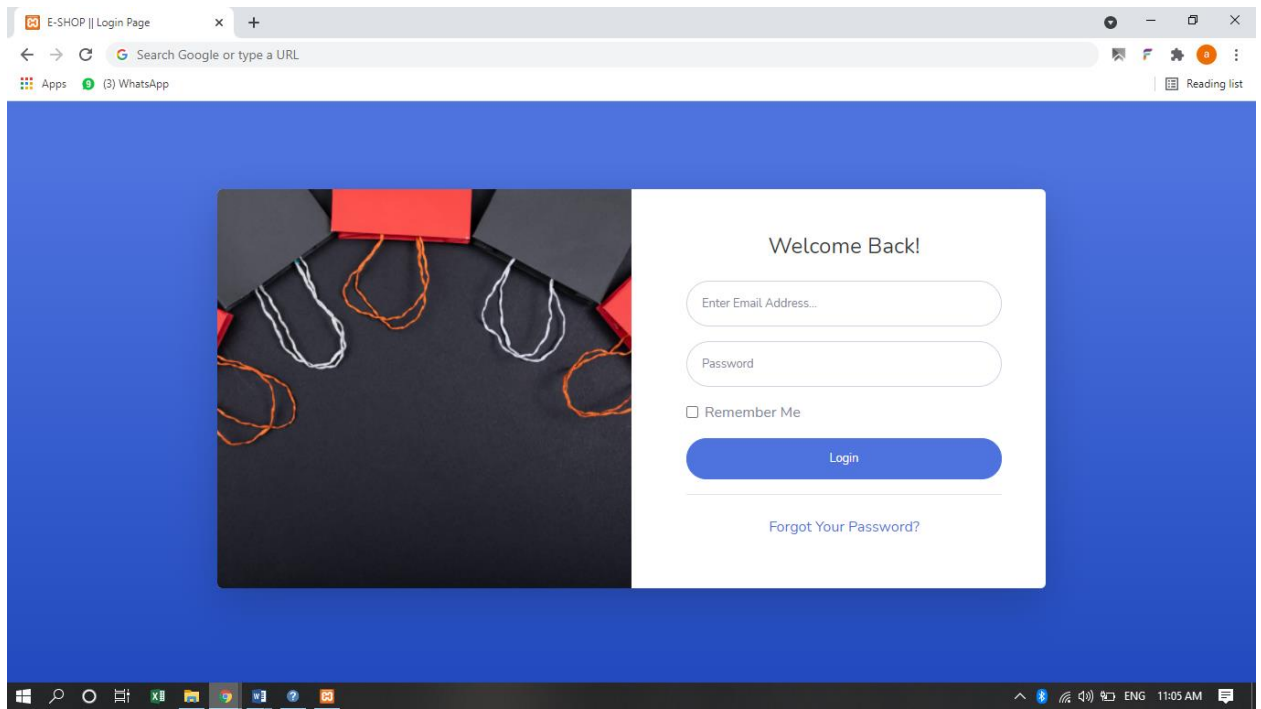 E-SHOP || Login Page
Search Google or type a URL
Apps (3) WhatsApp Reading list
Welcome Back!
Enter Email Address...
Password
Remember Me
Login
Forgot Your Password?
ENG 11:05 AM